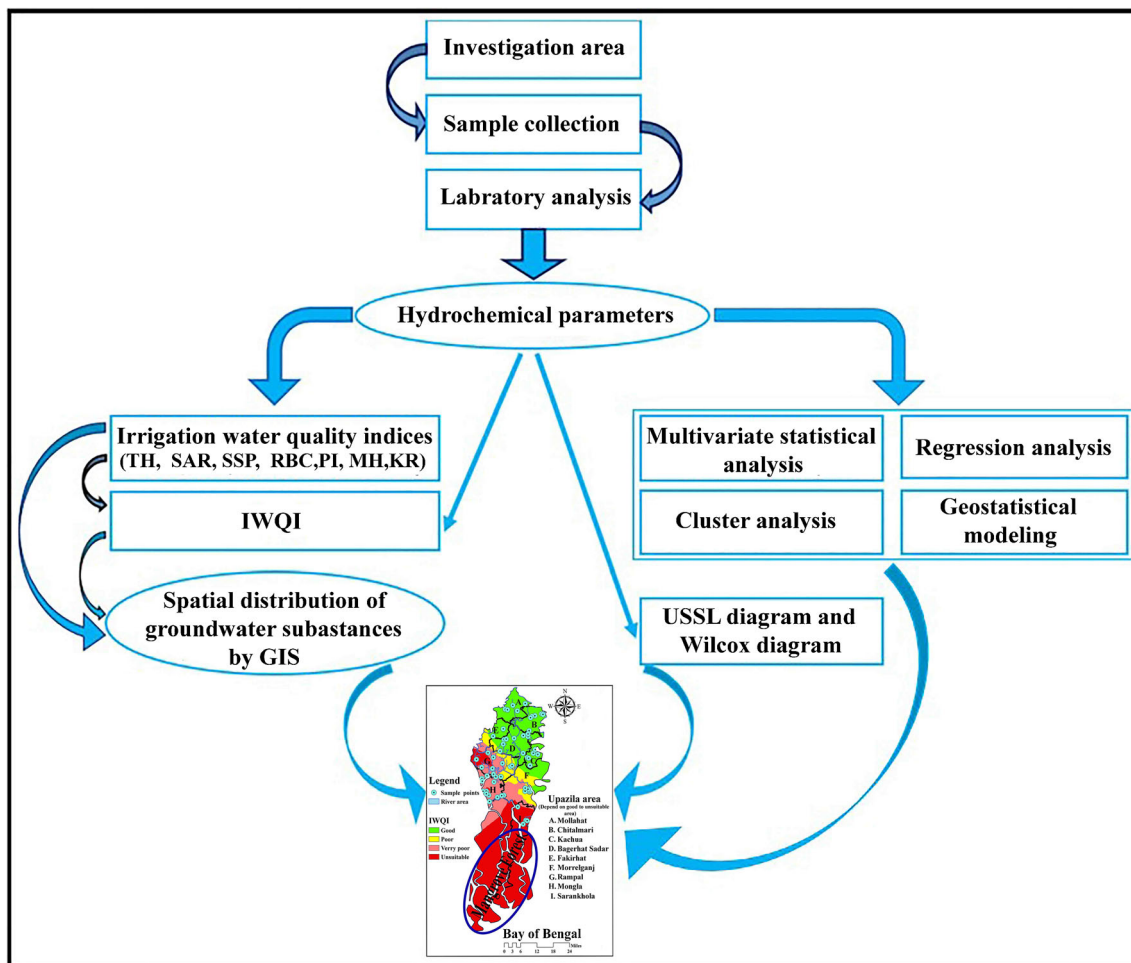 Investigation area
Sample collection
Labratory analysis
Hydrochemical parameters
Irrigation water quality indices
(TH, SAR, SSP, RBC,PI, MH,KR)
IWQI
Spatial distribution of
groundwater subastances
by GIS
Multivariate statistical
analysis
Regression analysis
Cluster analysis
Geostatistical
modeling
USSL diagram and
Wilcox diagram
N
W
E
S
A
B
E
D
C
G
F
H
I
Legend
Sample points
River area
IWQI
Good
Poor
Verry poor
Unsuitable
Upazila area
(Depend on good to unsuitable
area)
A. Mollahat
B. Chitalmari
C. Kachua
D. Bagerhat Sadar
E. Fakirhat
F. Morrelganj
G. Rampal
H. Mongla
I. Sarankhola
Mangrove Forest
Bay of Bengal
0 3 6 12 18 24 Miles